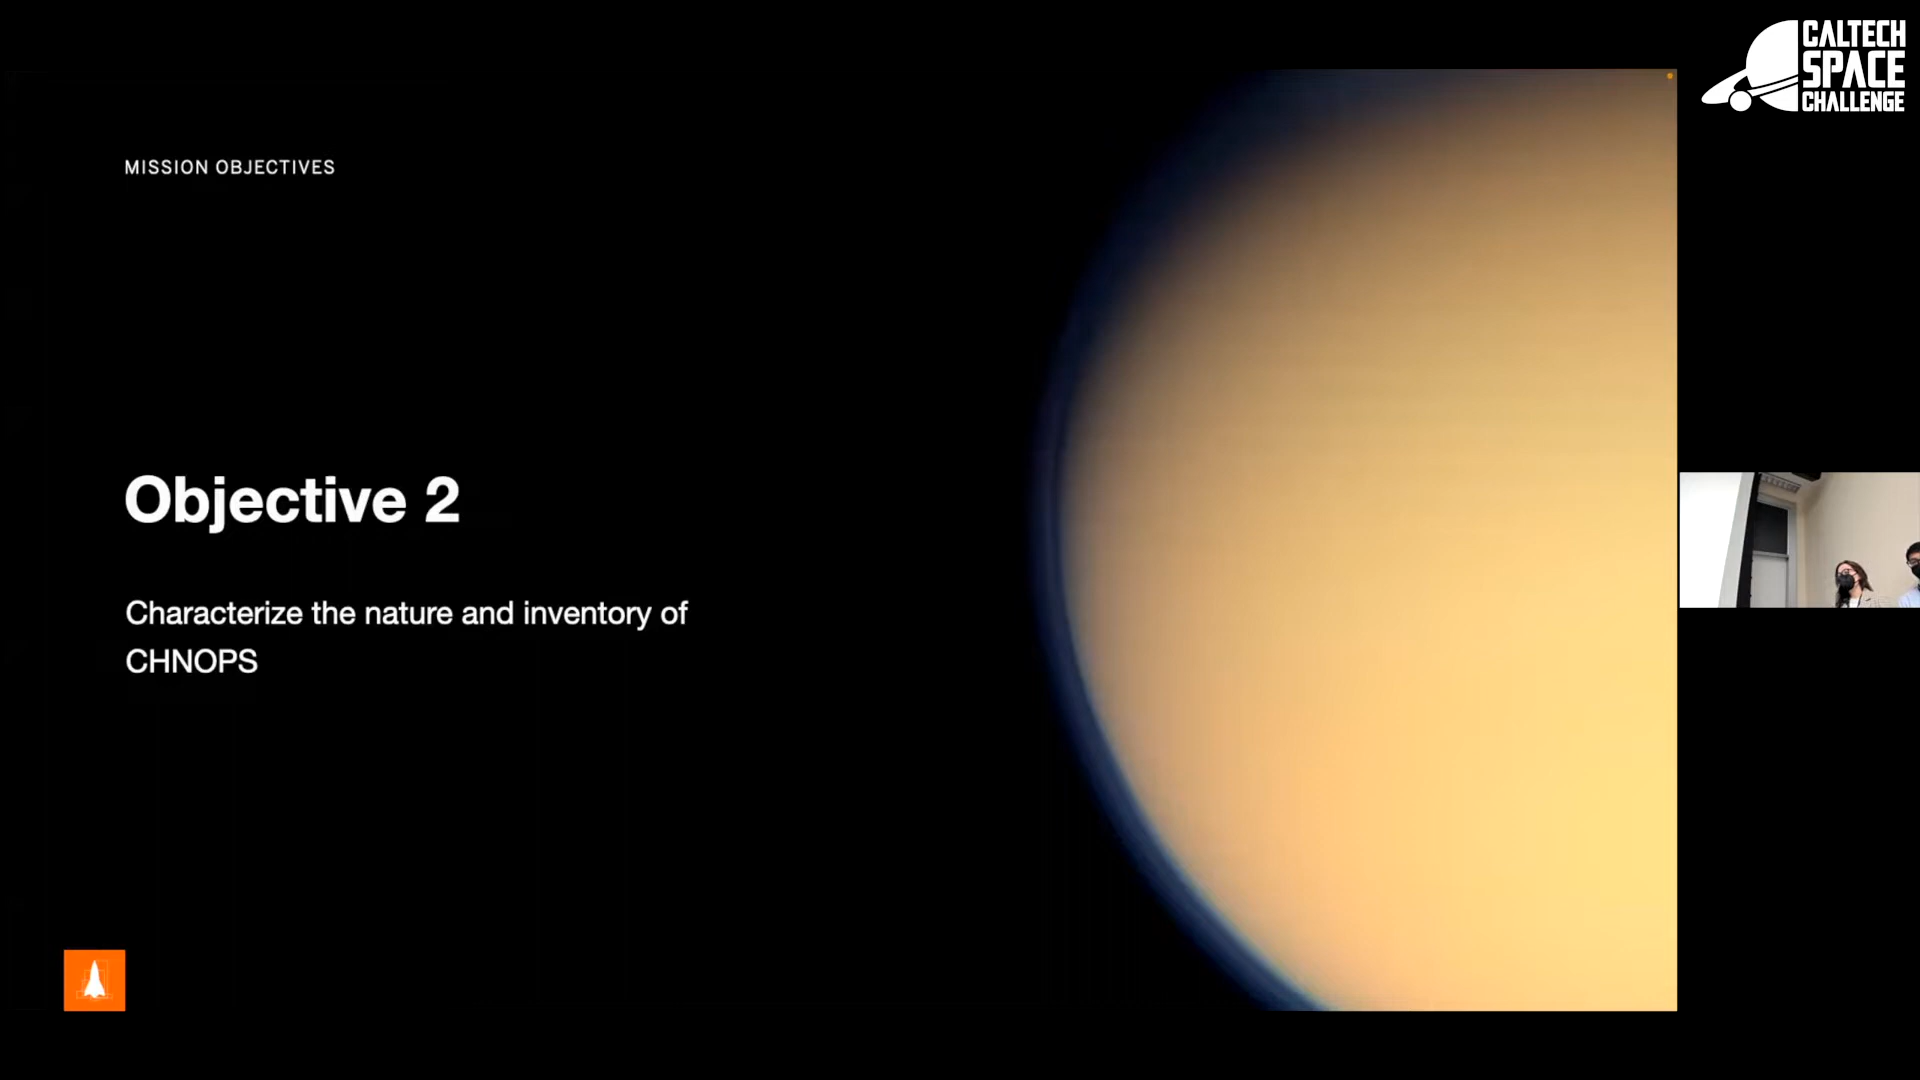 CALTECH
SPACE
CHALLENGE
MISSION OBJECTIVES
Objective 2
Characterize the nature and inventory of
CHNOPS